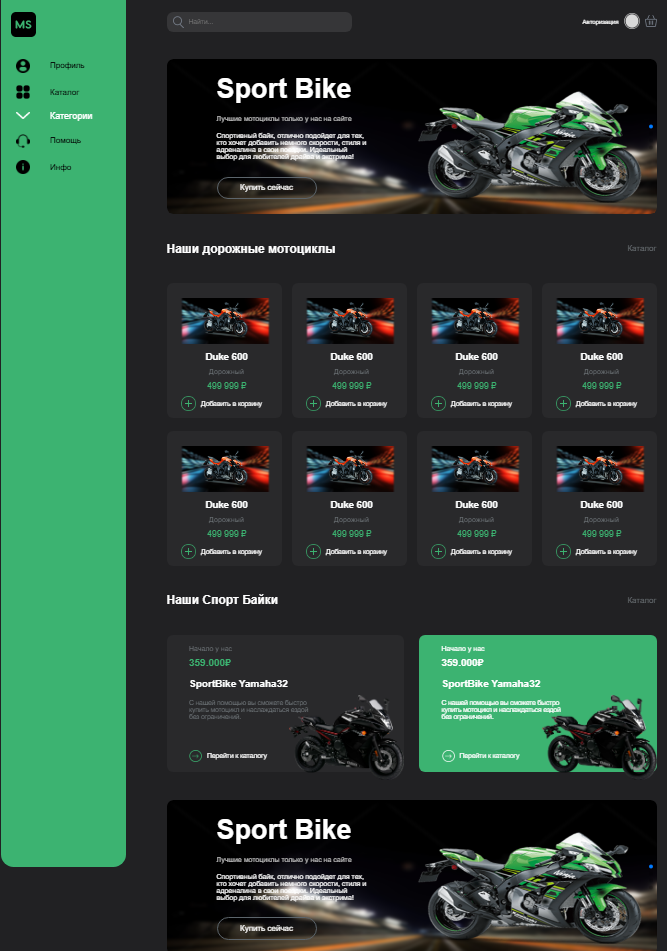 MS
Найти...
Авторизация
Профиль
Каталог
Категории
Помощь
Инфо
Sport Bike
Лучшие мотоциклы только у нас на сайте
Спортивный байк, отлично подойдет для тех,
кто хочет добавить немного скорости, стиля и
адреналина в свои поездки. Идеальный
выбор для любителей драйва и экстрима!
Купить сейчас
Ninja
Наши дорожные мотоциклы
Каталог
Duke 600
Дорожный
499 999 ₽
Добавить в корзину
Duke 600
Дорожный
499 999 ₽
Добавить в корзину
Duke 600
Дорожный
499 999 ₽
Добавить в корзину
Duke 600
Дорожный
499 999 ₽
Добавить в корзину
Duke 600
Дорожный
499 999 ₽
Добавить в корзину
Duke 600
Дорожный
499 999 ₽
Добавить в корзину
Duke 600
Дорожный
499 999 ₽
Добавить в корзину
Duke 600
Дорожный
499 999 ₽
Добавить в корзину
Наши Спорт Байки
Каталог
Начало у нас
359.000₽
SportBike Yamaha32
С нашей помощью вы сможете быстро
купить мотоцикл и наслаждаться ездой
без ограничений.
Перейти к каталогу
Начало у нас
359.000₽
SportBike Yamaha32
С нашей помощью вы сможете быстро
купить мотоцикл и наслаждаться ездой
без ограничений.
Перейти к каталогу
Sport Bike
Лучшие мотоциклы только у нас на сайте
Спортивный байк, отлично подойдет для тех,
кто хочет добавить немного скорости, стиля и
адреналина в свои поездки. Идеальный
выбор для любителей драйва и экстрима!
Купить сейчас
Ninja